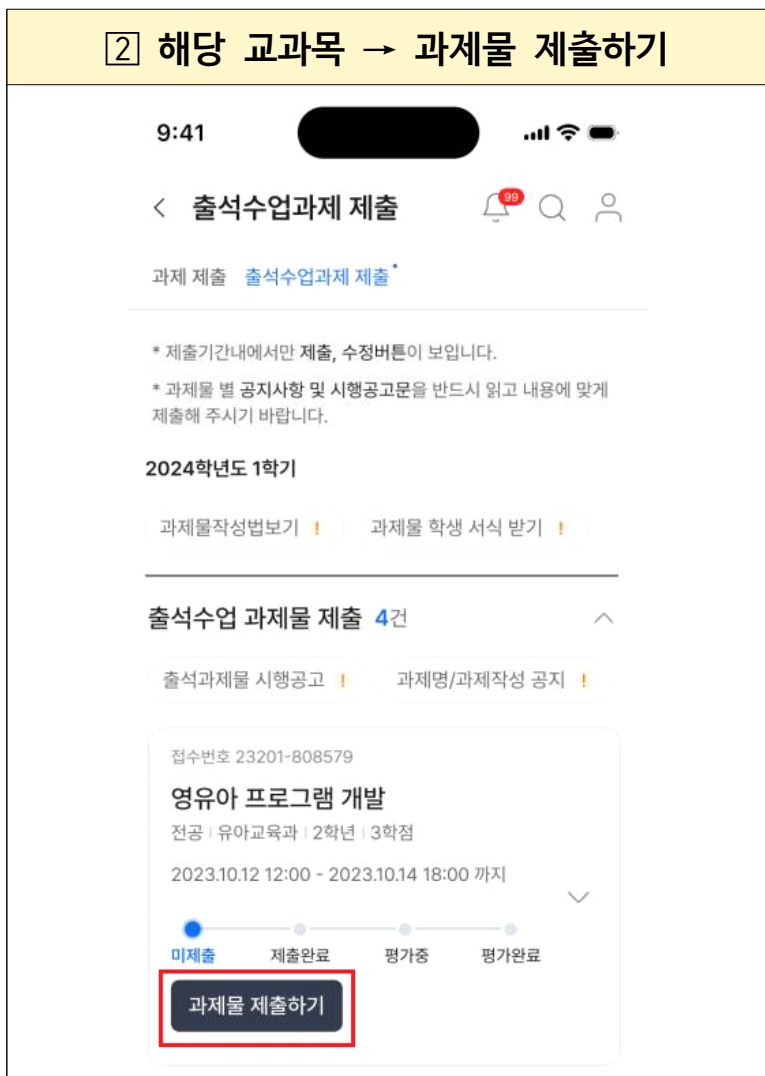 2 해당 교과목 → 과제물 제출하기
9:41
출석수업과제 제출
99
과제 제출 출석수업과제 제출
* 제출기간내에서만 제출, 수정버튼이 보입니다.
* 과제물 별 공지사항 및 시행공고문을 반드시 읽고 내용에 맞게
제출해 주시기 바랍니다.
2024학년도 1학기
과제물작성법보기 ! 과제물 학생 서식 받기 !
출석수업 과제물 제출 4건
출석과제물 시행공고 ! 과제명/과제작성 공지 !
접수번호 23201-808579
영유아 프로그램 개발
전공 | 유아교육과 | 2학년 | 3학점
2023.10.12 12:00 - 2023.10.14 18:00 까지
미제출 제출완료 평가중 평가완료
과제물 제출하기